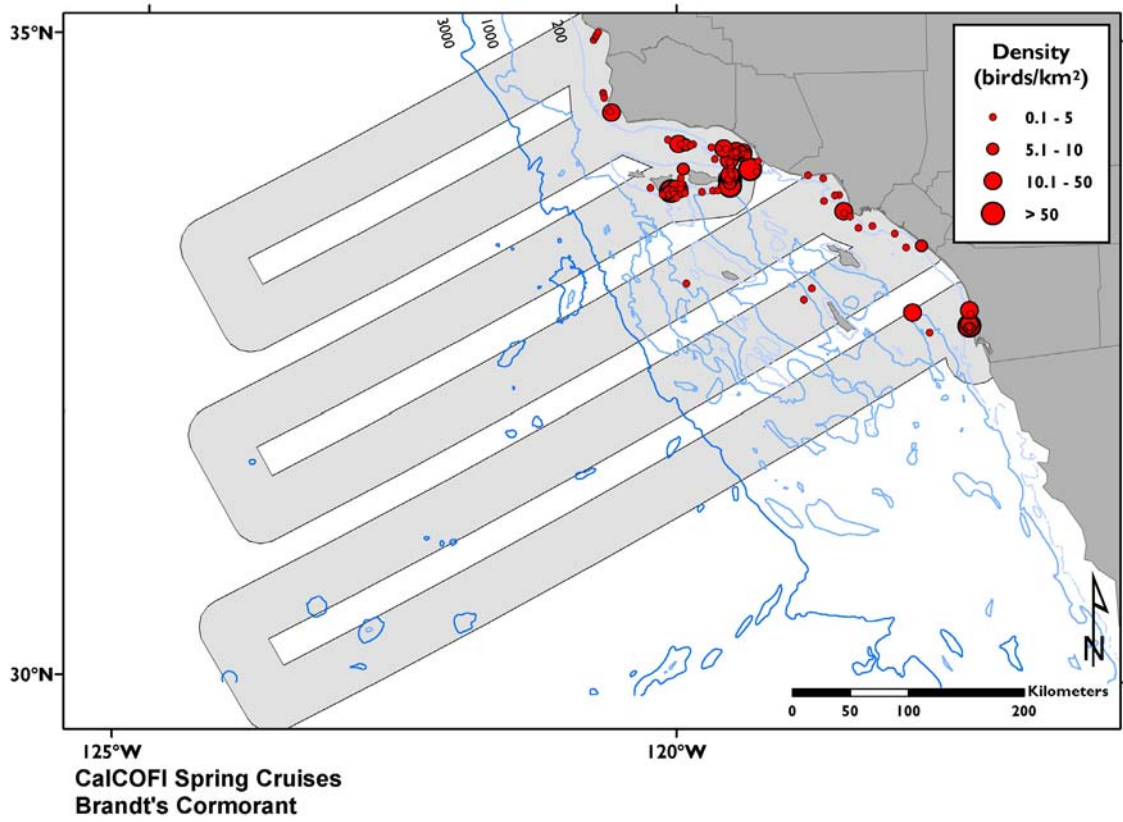 35°N
3000
1000
200
Density
(birds/km²)
0.1 - 5
5.1 - 10
10.1 - 50
> 50
30°N
N
Kilometers
0 50 100 200
125°W 120°W
CalCOFI Spring Cruises
Brandt's Cormorant